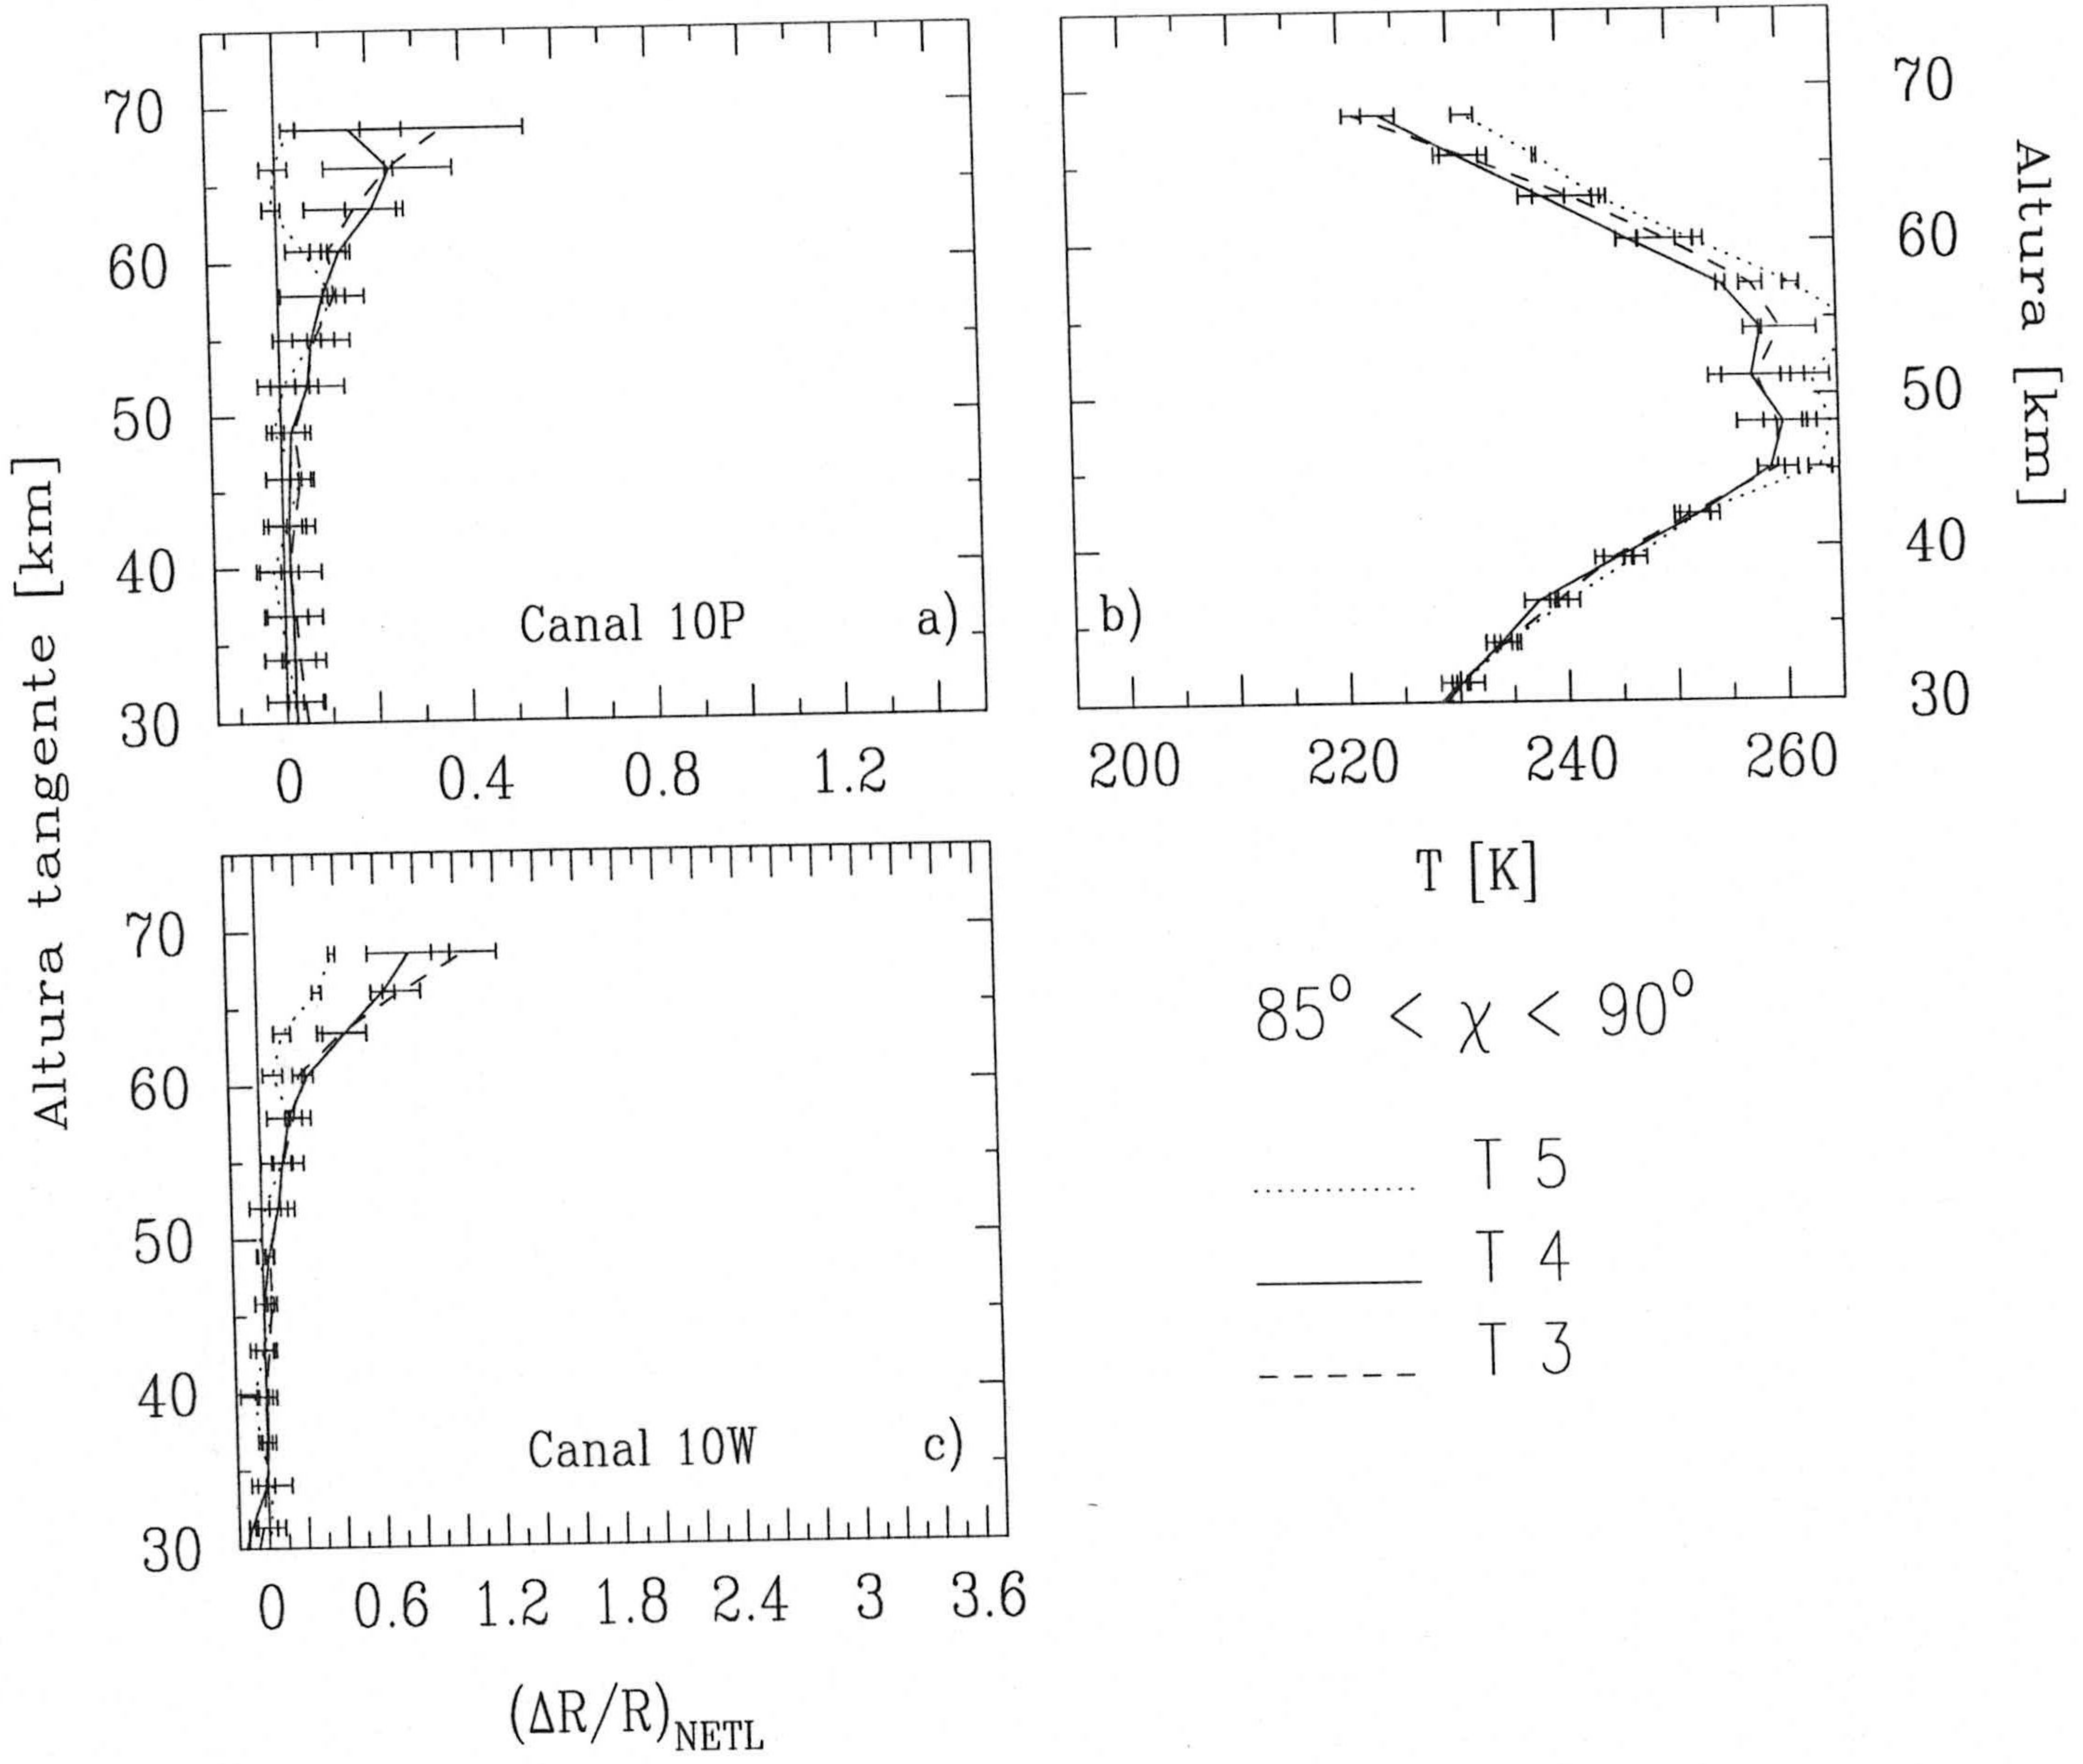 Altura tangente [km]
70
60
50
40
30
0 0.4 0.8 1.2
Canal 10P a)
b)
70
60
50
40
30
Altura [km]
200 220 240 260
T [K]
70
60
50
40
30
Canal 10W c)
0 0.6 1.2 1.8 2.4 3 3.6
(ΔR/R)NETL
85° < χ < 90°
T 5
T 4
T 3